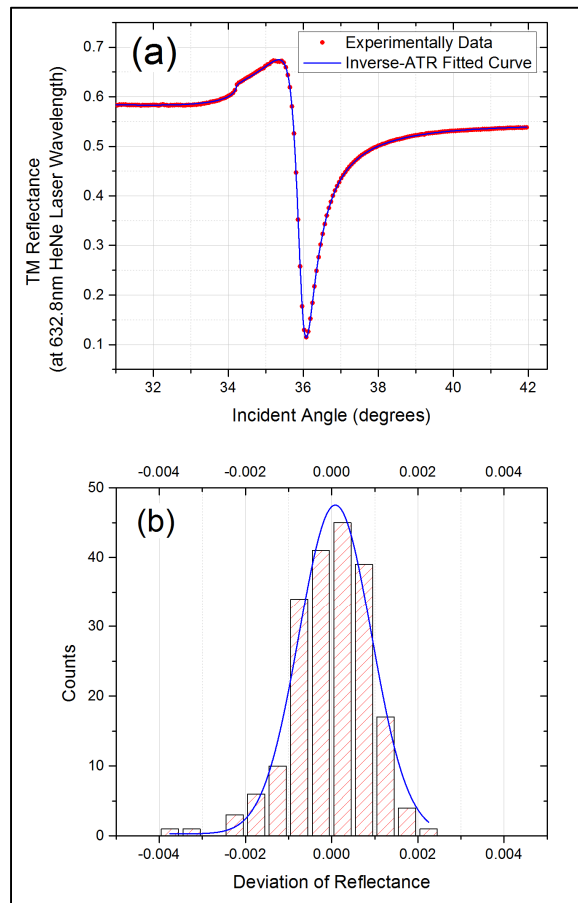 (a)
Experimentally Data
Inverse-ATR Fitted Curve
0.7
0.6
0.5
0.4
0.3
0.2
0.1
TM Reflectance
(at 632.8nm HeNe Laser Wavelength)
32 34 36 38 40 42
Incident Angle (degrees)
-0.004 -0.002 0.000 0.002 0.004
(b)
50
40
30
20
10
0
Counts
-0.004 -0.002 0.000 0.002 0.004
Deviation of Reflectance